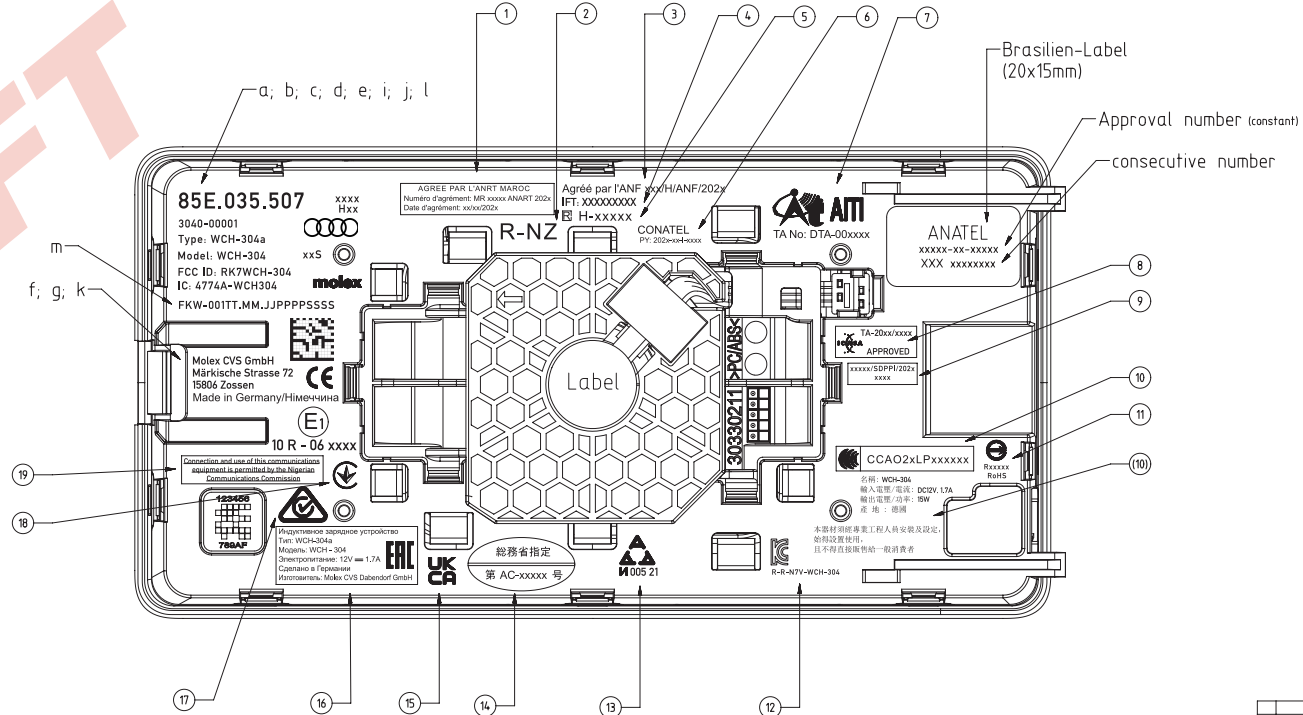 FT
1
2
3
4
5
6
7
Brasilien-Label
(20x15mm)
a; b; c; d; e; i; j; l
Approval number (constant)
consecutive number
85E.035.507
xxxx
Hxx
3040-00001
Type: WCH-304a
Model: WCH-304
xxS
FCC ID: RK7WCH-304
IC: 4774A-WCH304
molex
FKW-001TT.MM.JJPPPPSSSS
m
f; g; k
AGREE PAR L'ANRT MAROC
Numéro d'agrément: MR xxxxx ANART 202x
Date d'agrément: xx/xx/202x
R-NZ
Agréé par l'ANF xxx/H/ANF/202x
IFT: XXXXXXXXX
R H-xxxxx
CONATEL
PY: 202x-xx-I-xxxx
AITI
TA No: DTA-00xxxx
ANATEL
xxxxx-xx-xxxxx
XXX xxxxxxxx
8
9
10
11
(10)
TA-20xx/xxxx
ICASA
APPROVED
xxxxx/SDPPI/202x
xxxx
Molex CVS GmbH
Märkische Strasse 72
15806 Zossen
Made in Germany/Німеччина
CE
E1
10 R - 06 xxxx
Label
>PC/ABS<
30330211
Connection and use of this communications
equipment is permitted by the Nigerian
Communications Commission
19
18
123456
789AF
CCAO2xLPxxxxxx
Rxxxxx
RoHS
名稱: WCH-304
輸入電壓/電流: DC12V, 1.7A
輸出電壓/功率: 15W
產 地 : 德國
本器材須經專業工程人員安裝及設定,
始得設置使用,
且不得直接販售給一般消費者
Индуктивное зарядное устройство
Тип: WCH-304a
Модель: WCH - 304
Электропитание: 12V ⎓ 1.7A
Сделано в Германии
Изготовитель: Molex CVS Dabendorf GmbH
EAC
UK
CA
総務省指定
第 AC-xxxxx 号
И 005 21
R-R-N7V-WCH-304
17
16
15
14
13
12